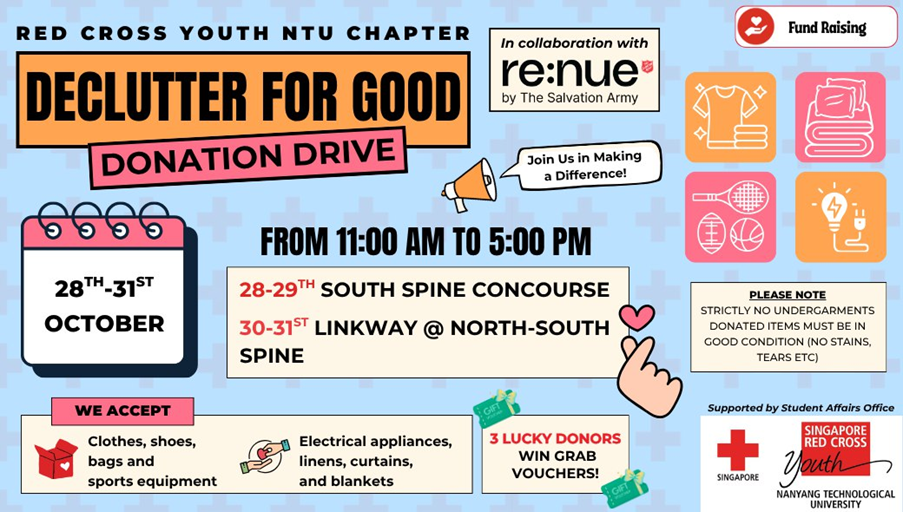 RED CROSS YOUTH NTU CHAPTER
DECLUTTER FOR GOOD
DONATION DRIVE
In collaboration with
re:nue
by The Salvation Army
Fund Raising
Join Us in Making
a Difference!
28TH-31ST
OCTOBER
FROM 11:00 AM TO 5:00 PM
28-29TH SOUTH SPINE CONCOURSE
30-31ST LINKWAY @ NORTH-SOUTH
SPINE
PLEASE NOTE
STRICTLY NO UNDERGARMENTS
DONATED ITEMS MUST BE IN
GOOD CONDITION (NO STAINS,
TEARS ETC)
WE ACCEPT
Clothes, shoes,
bags and
sports equipment
Electrical appliances,
linens, curtains,
and blankets
GIFT
3 LUCKY DONORS
WIN GRAB
VOUCHERS!
GIFT
Supported by Student Affairs Office
SINGAPORE
SINGAPORE
RED CROSS
Youth
NANYANG TECHNOLOGICAL
UNIVERSITY